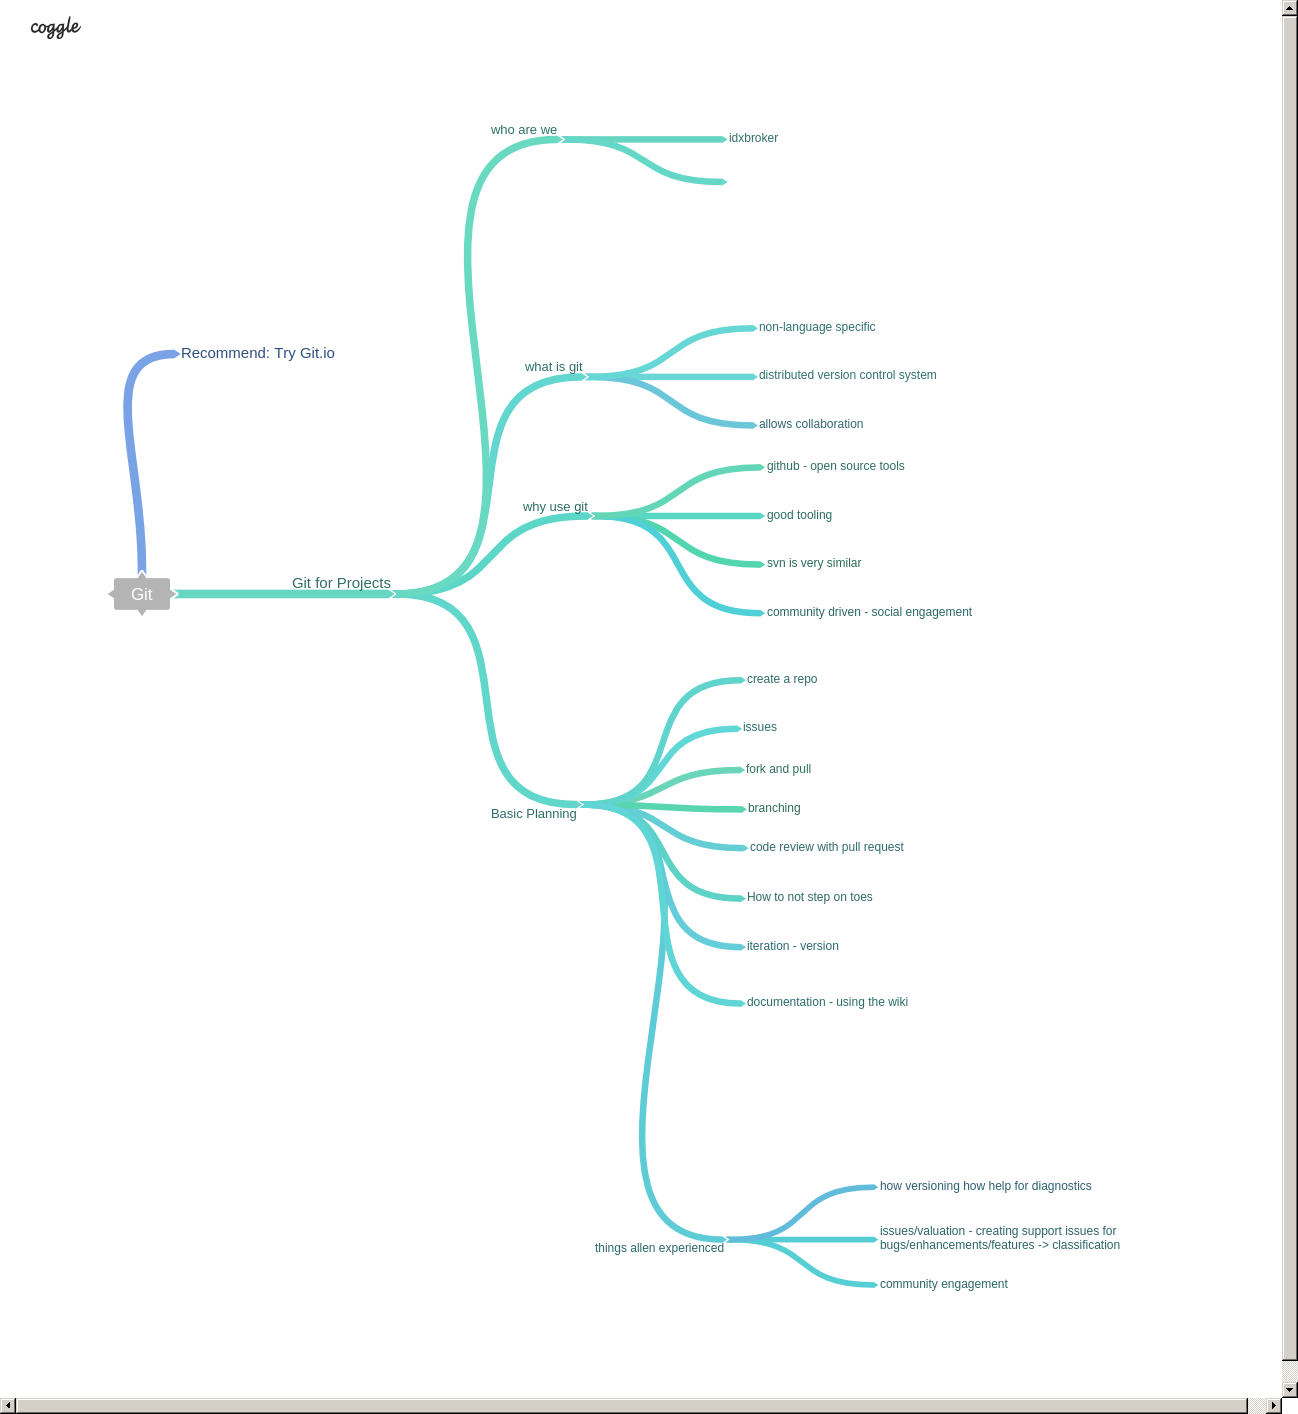 coggle
who are we
idxbroker
non-language specific
Recommend: Try Git.io
what is git
distributed version control system
allows collaboration
github - open source tools
why use git
good tooling
svn is very similar
Git for Projects
Git
community driven - social engagement
create a repo
issues
fork and pull
branching
Basic Planning
code review with pull request
How to not step on toes
iteration - version
documentation - using the wiki
how versioning how help for diagnostics
issues/valuation - creating support issues for
bugs/enhancements/features -> classification
things allen experienced
community engagement